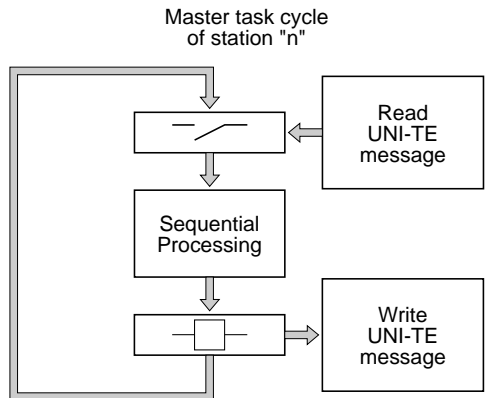 Master task cycle
of station "n"
Read
UNI-TE
message
Sequential
Processing
Write
UNI-TE
message